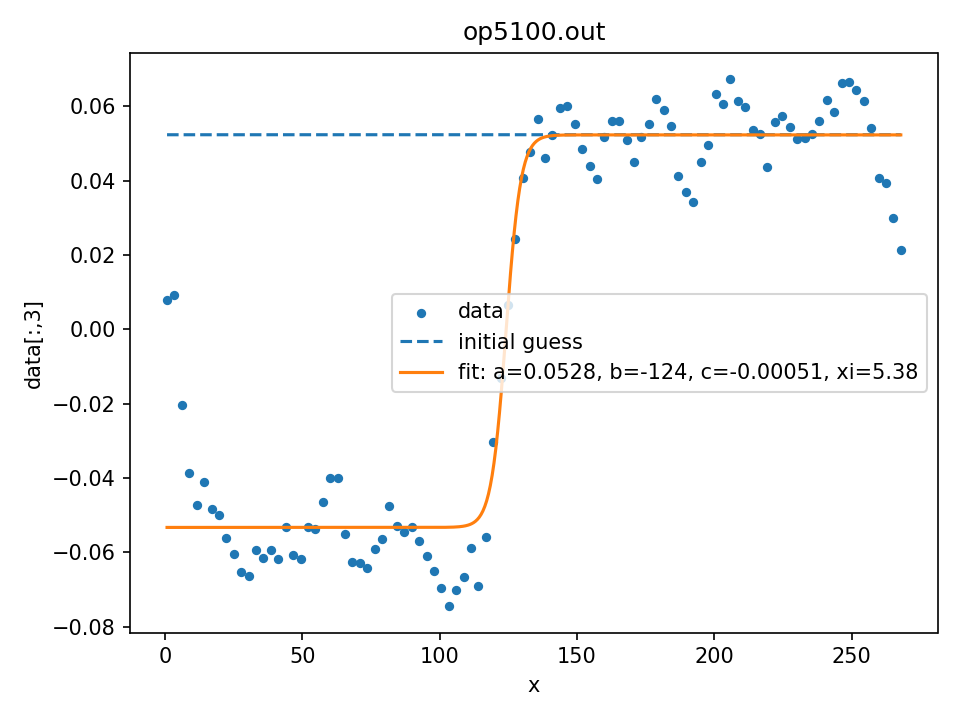 op5100.out
0.06
0.04
0.02
0.00
−0.02
−0.04
−0.06
−0.08
data[:,3]
data
initial guess
fit: a=0.0528, b=-124, c=-0.00051, xi=5.38
0 50 100 150 200 250
x